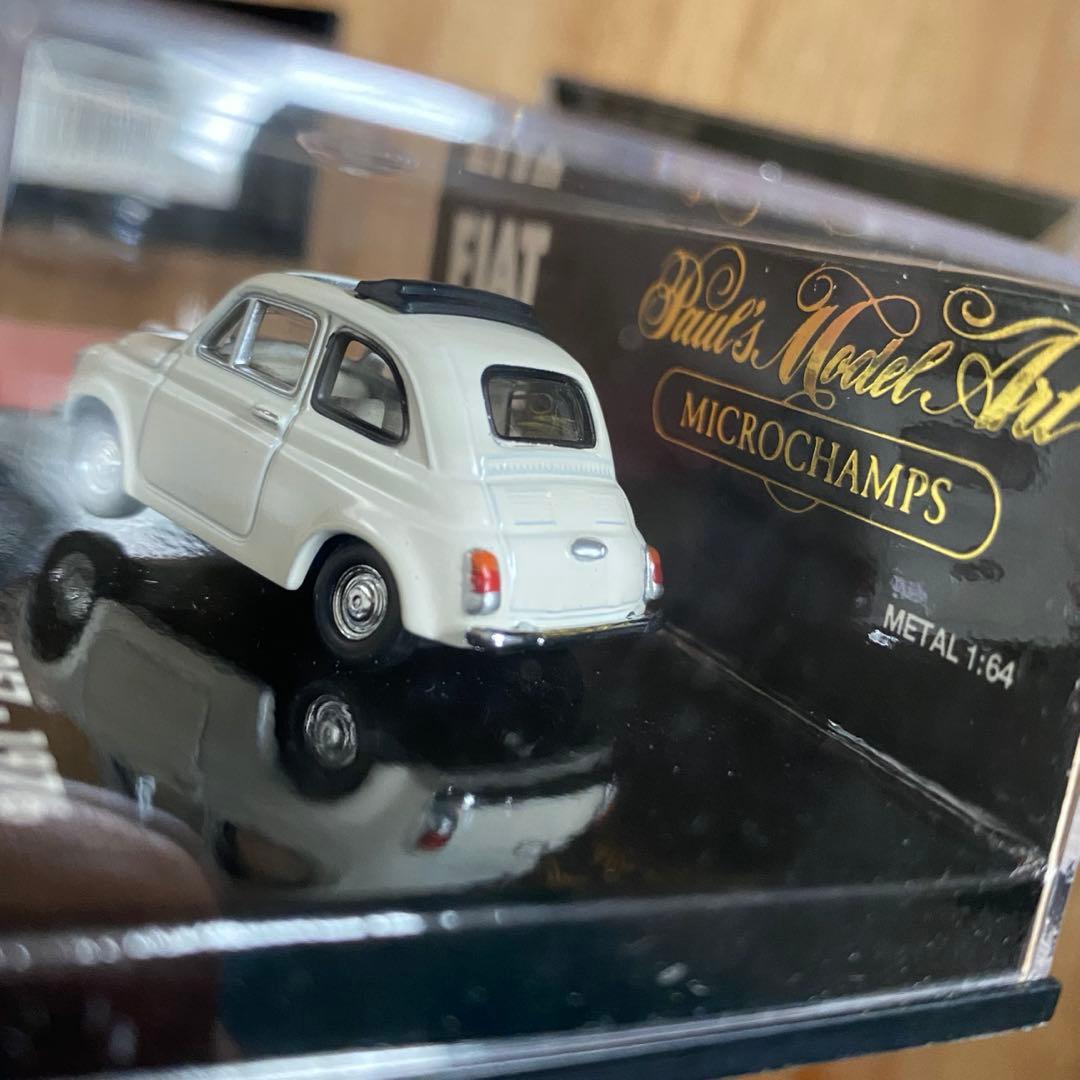 FIAT
Paul's Model Art
MICROCHAMPS
METAL 1:64